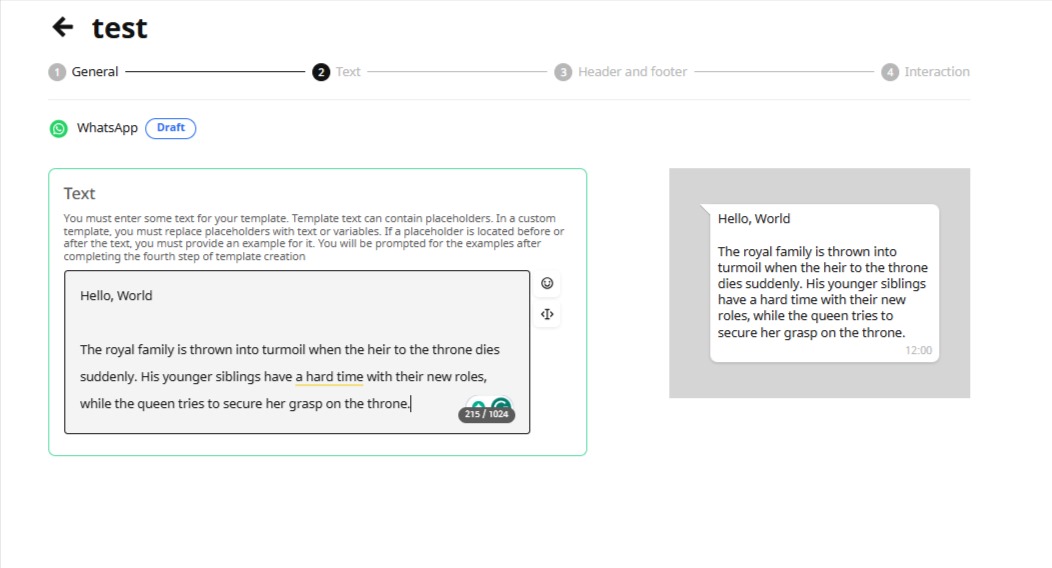 test
1 General 2 Text 3 Header and footer 4 Interaction
WhatsApp Draft
Text
You must enter some text for your template. Template text can contain placeholders. In a custom
template, you must replace placeholders with text or variables. If a placeholder is located before or
after the text, you must provide an example for it. You will be prompted for the examples after
completing the fourth step of template creation
Hello, World
The royal family is thrown into turmoil when the heir to the throne dies
suddenly. His younger siblings have a hard time with their new roles,
while the queen tries to secure her grasp on the throne.
215 / 1024
Hello, World
The royal family is thrown into
turmoil when the heir to the throne
dies suddenly. His younger siblings
have a hard time with their new
roles, while the queen tries to
secure her grasp on the throne.
12:00